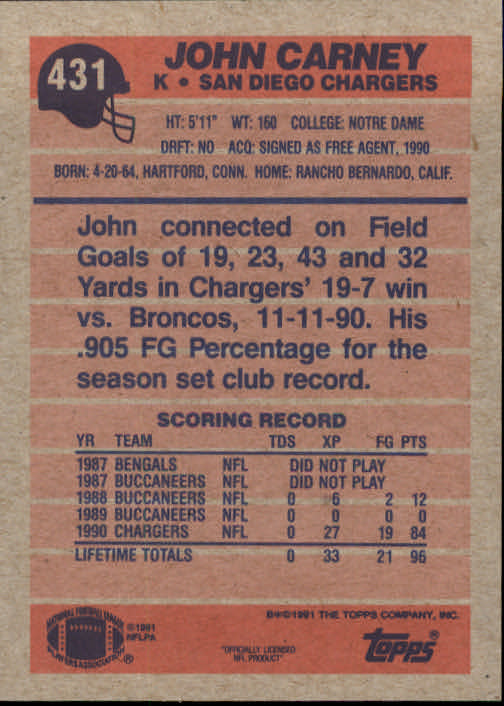 431
JOHN CARNEY
K • SAN DIEGO CHARGERS
HT: 5'11" WT: 160 COLLEGE: NOTRE DAME
DRFT: NO ACQ: SIGNED AS FREE AGENT, 1990
BORN: 4-20-64, HARTFORD, CONN. HOME: RANCHO BERNARDO, CALIF.
John connected on Field
Goals of 19, 23, 43 and 32
Yards in Chargers' 19-7 win
vs. Broncos, 11-11-90. His
.905 FG Percentage for the
season set club record.
SCORING RECORD
YR TEAM TDS XP FG PTS
1987 BENGALS NFL DID NOT PLAY
1987 BUCCANEERS NFL DID NOT PLAY
1988 BUCCANEERS NFL 0 6 2 12
1989 BUCCANEERS NFL 0 0 0 0
1990 CHARGERS NFL 0 27 19 84
LIFETIME TOTALS 0 33 21 96
NATIONAL FOOTBALL LEAGUE
PLAYERS ASSOCIATION ®
©1991
NFLPA
"OFFICIALLY LICENSED
NFL PRODUCT"
®©1991 THE TOPPS COMPANY, INC.
topps®